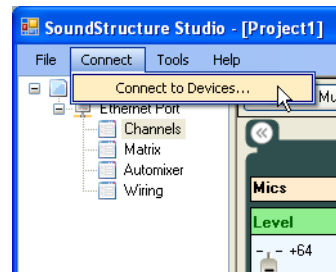 SoundStructure Studio - [Project1]
File Connect Tools Help
Connect to Devices...
Mu
Ethernet Port
Channels
Matrix
Automixer
Wiring
Mics
Level
+64